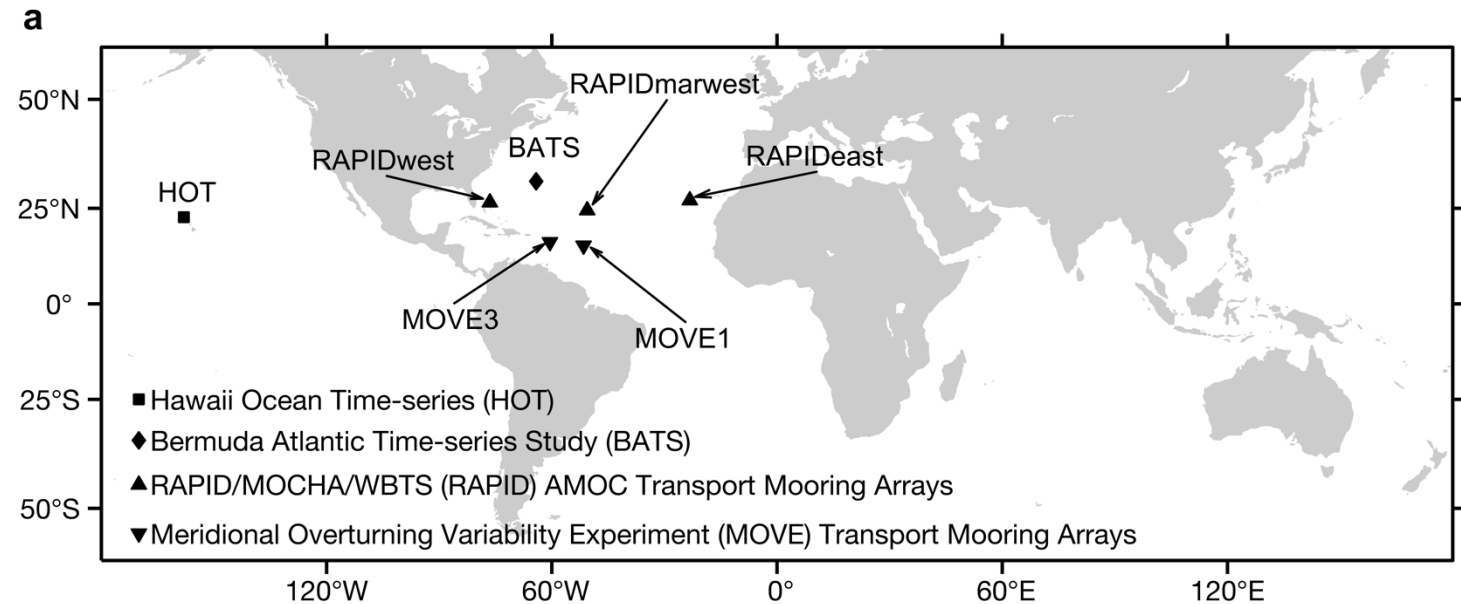 a
50°N
RAPIDmarwest
BATS
RAPIDwest
RAPIDeast
HOT
25°N
0°
MOVE3
MOVE1
25°S
Hawaii Ocean Time-series (HOT)
Bermuda Atlantic Time-series Study (BATS)
RAPID/MOCHA/WBTS (RAPID) AMOC Transport Mooring Arrays
50°S
Meridional Overturning Variability Experiment (MOVE) Transport Mooring Arrays
120°W
60°W
0°
60°E
120°E